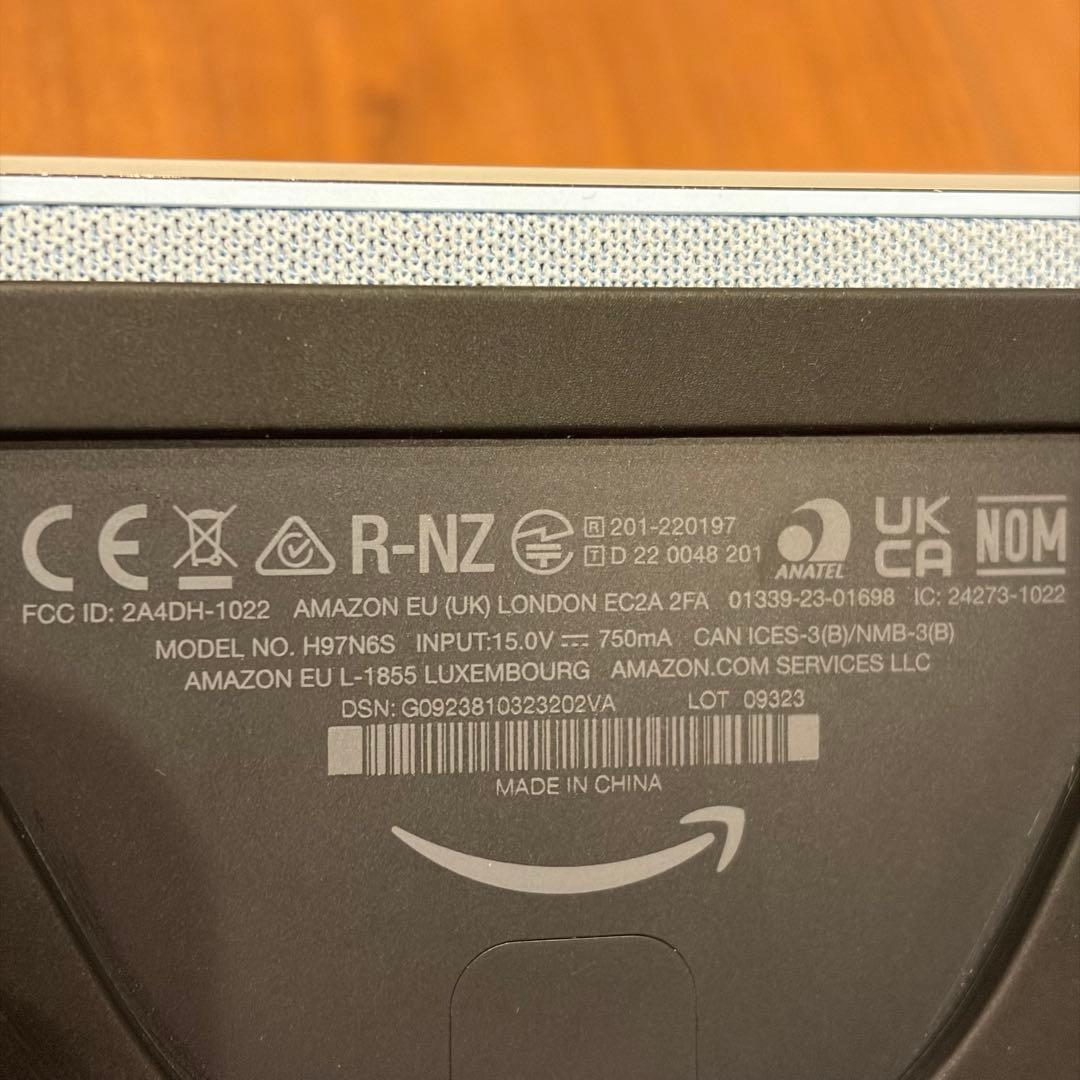 CE R-NZ R 201-220197 ANATEL UK CA NOM
T D 22 0048 201
FCC ID: 2A4DH-1022 AMAZON EU (UK) LONDON EC2A 2FA 01339-23-01698 IC: 24273-1022
MODEL NO. H97N6S INPUT:15.0V ⎓ 750mA CAN ICES-3(B)/NMB-3(B)
AMAZON EU L-1855 LUXEMBOURG AMAZON.COM SERVICES LLC
DSN: G0923810323202VA LOT 09323
MADE IN CHINA